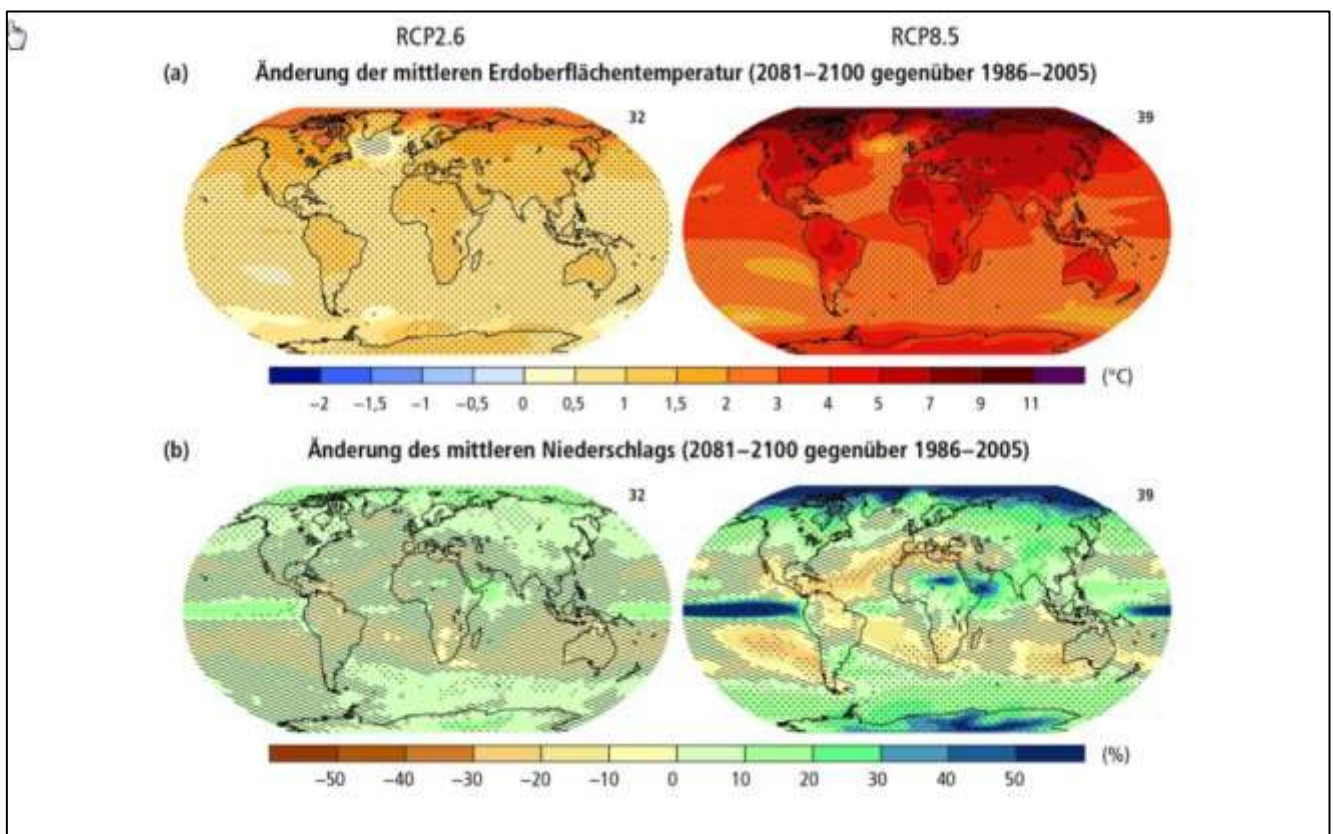 RCP2.6 RCP8.5
(a) Änderung der mittleren Erdoberflächentemperatur (2081–2100 gegenüber 1986–2005)
32 39
(°C)
–2 –1,5 –1 –0,5 0 0,5 1 1,5 2 3 4 5 7 9 11
(b) Änderung des mittleren Niederschlags (2081–2100 gegenüber 1986–2005)
32 39
(%)
–50 –40 –30 –20 –10 0 10 20 30 40 50